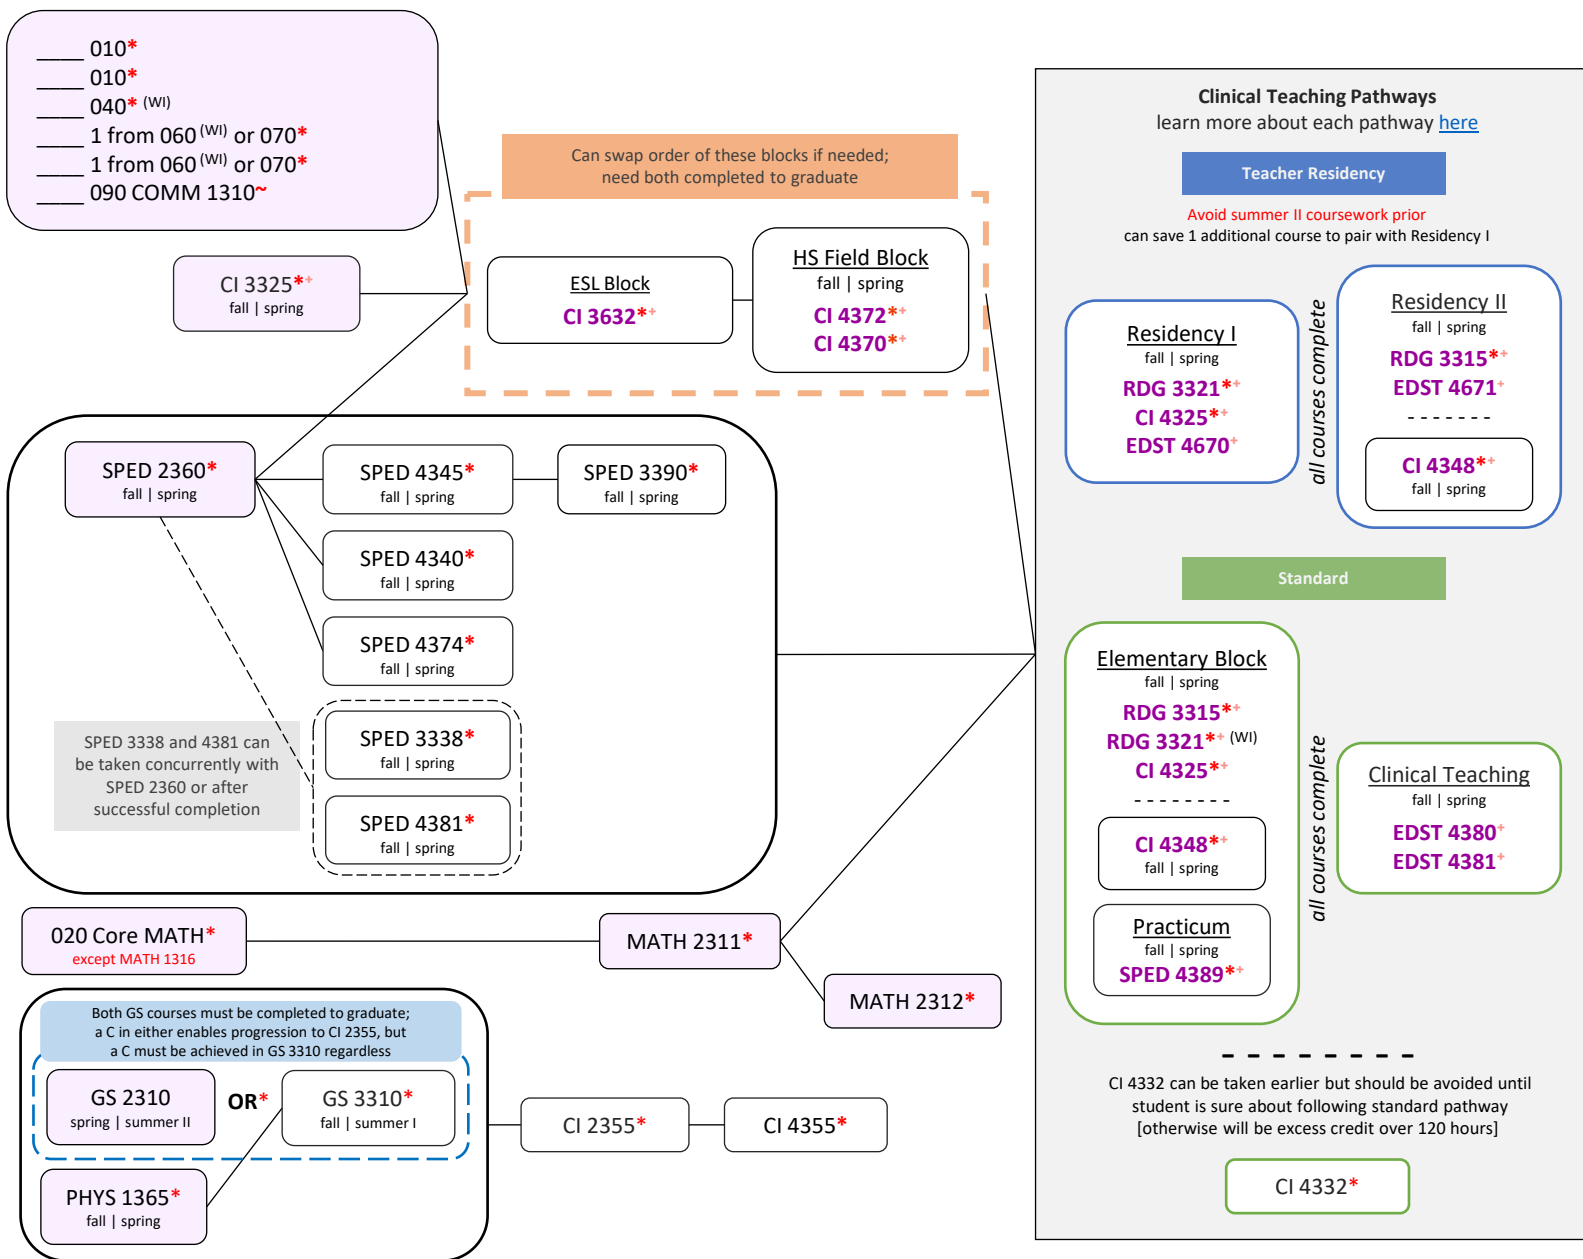 ____ 010*
____ 010*
____ 040* (WI)
____ 1 from 060 (WI) or 070*
____ 1 from 060 (WI) or 070*
____ 090 COMM 1310~
CI 3325*+
fall | spring
Can swap order of these blocks if needed;
need both completed to graduate
ESL Block
CI 3632*+
HS Field Block
fall | spring
CI 4372*+
CI 4370*+
SPED 2360*
fall | spring
SPED 4345*
fall | spring
SPED 3390*
fall | spring
SPED 4340*
fall | spring
SPED 4374*
fall | spring
SPED 3338 and 4381 can
be taken concurrently with
SPED 2360 or after
successful completion
SPED 3338*
fall | spring
SPED 4381*
fall | spring
020 Core MATH*
except MATH 1316
MATH 2311*
MATH 2312*
Both GS courses must be completed to graduate;
a C in either enables progression to CI 2355, but
a C must be achieved in GS 3310 regardless
GS 2310
spring | summer II
OR*
GS 3310*
fall | summer I
PHYS 1365*
fall | spring
CI 2355*
CI 4355*
Clinical Teaching Pathways
learn more about each pathway here
Teacher Residency
Avoid summer II coursework prior
can save 1 additional course to pair with Residency I
Residency I
fall | spring
RDG 3321*+
CI 4325*+
EDST 4670+
all courses complete
Residency II
fall | spring
RDG 3315*+
EDST 4671+
- - - - - - -
CI 4348*+
fall | spring
Standard
Elementary Block
fall | spring
RDG 3315*+
RDG 3321*+ (WI)
CI 4325*+
- - - - - - - -
CI 4348*+
fall | spring
Practicum
fall | spring
SPED 4389*+
all courses complete
Clinical Teaching
fall | spring
EDST 4380+
EDST 4381+
CI 4332 can be taken earlier but should be avoided until
student is sure about following standard pathway
[otherwise will be excess credit over 120 hours]
CI 4332*